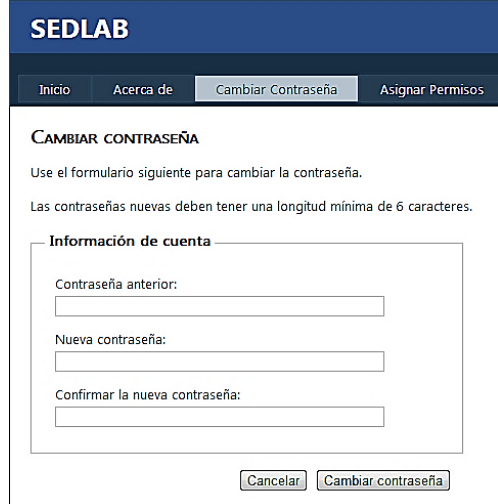 SEDLAB
Inicio Acerca de Cambiar Contraseña Asignar Permisos
CAMBIAR CONTRASEÑA
Use el formulario siguiente para cambiar la contraseña.
Las contraseñas nuevas deben tener una longitud mínima de 6 caracteres.
Información de cuenta
Contraseña anterior:
Nueva contraseña:
Confirmar la nueva contraseña:
Cancelar Cambiar contraseña